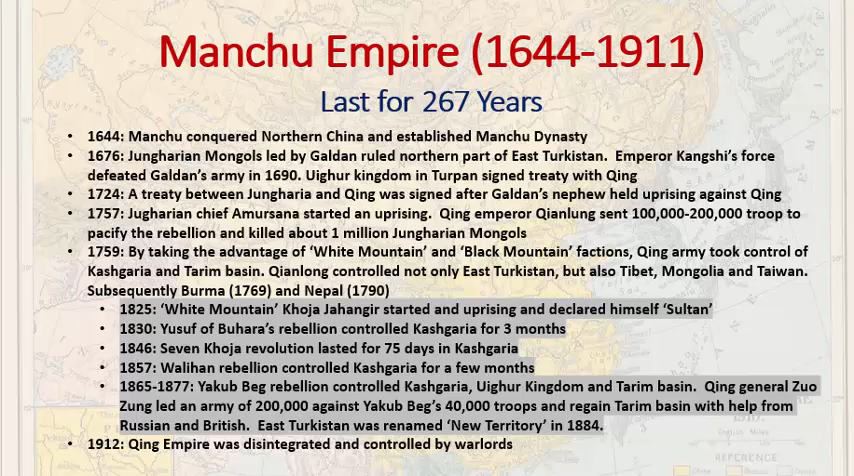 Manchu Empire (1644-1911)
Last for 267 Years
• 1644: Manchu conquered Northern China and established Manchu Dynasty
• 1676: Jungharian Mongols led by Galdan ruled northern part of East Turkistan.  Emperor Kangshi's force
defeated Galdan's army in 1690. Uighur kingdom in Turpan signed treaty with Qing
• 1724: A treaty between Jungharia and Qing was signed after Galdan's nephew held uprising against Qing
• 1757: Jugharian chief Amursana started an uprising.  Qing emperor Qianlung sent 100,000-200,000 troop to
pacify the rebellion and killed about 1 million Jungharian Mongols
• 1759: By taking the advantage of 'White Mountain' and 'Black Mountain' factions, Qing army took control of
Kashgaria and Tarim basin. Qianlong controlled not only East Turkistan, but also Tibet, Mongolia and Taiwan.
Subsequently Burma (1769) and Nepal (1790)
• 1825: 'White Mountain' Khoja Jahangir started and uprising and declared himself 'Sultan'
• 1830: Yusuf of Buhara's rebellion controlled Kashgaria for 3 months
• 1846: Seven Khoja revolution lasted for 75 days in Kashgaria
• 1857: Walihan rebellion controlled Kashgaria for a few months
• 1865-1877: Yakub Beg rebellion controlled Kashgaria, Uighur Kingdom and Tarim basin.  Qing general Zuo
Zung led an army of 200,000 against Yakub Beg's 40,000 troops and regain Tarim basin with help from
Russian and British.  East Turkistan was renamed 'New Territory' in 1884.
• 1912: Qing Empire was disintegrated and controlled by warlords
English Miles
REFERENCE